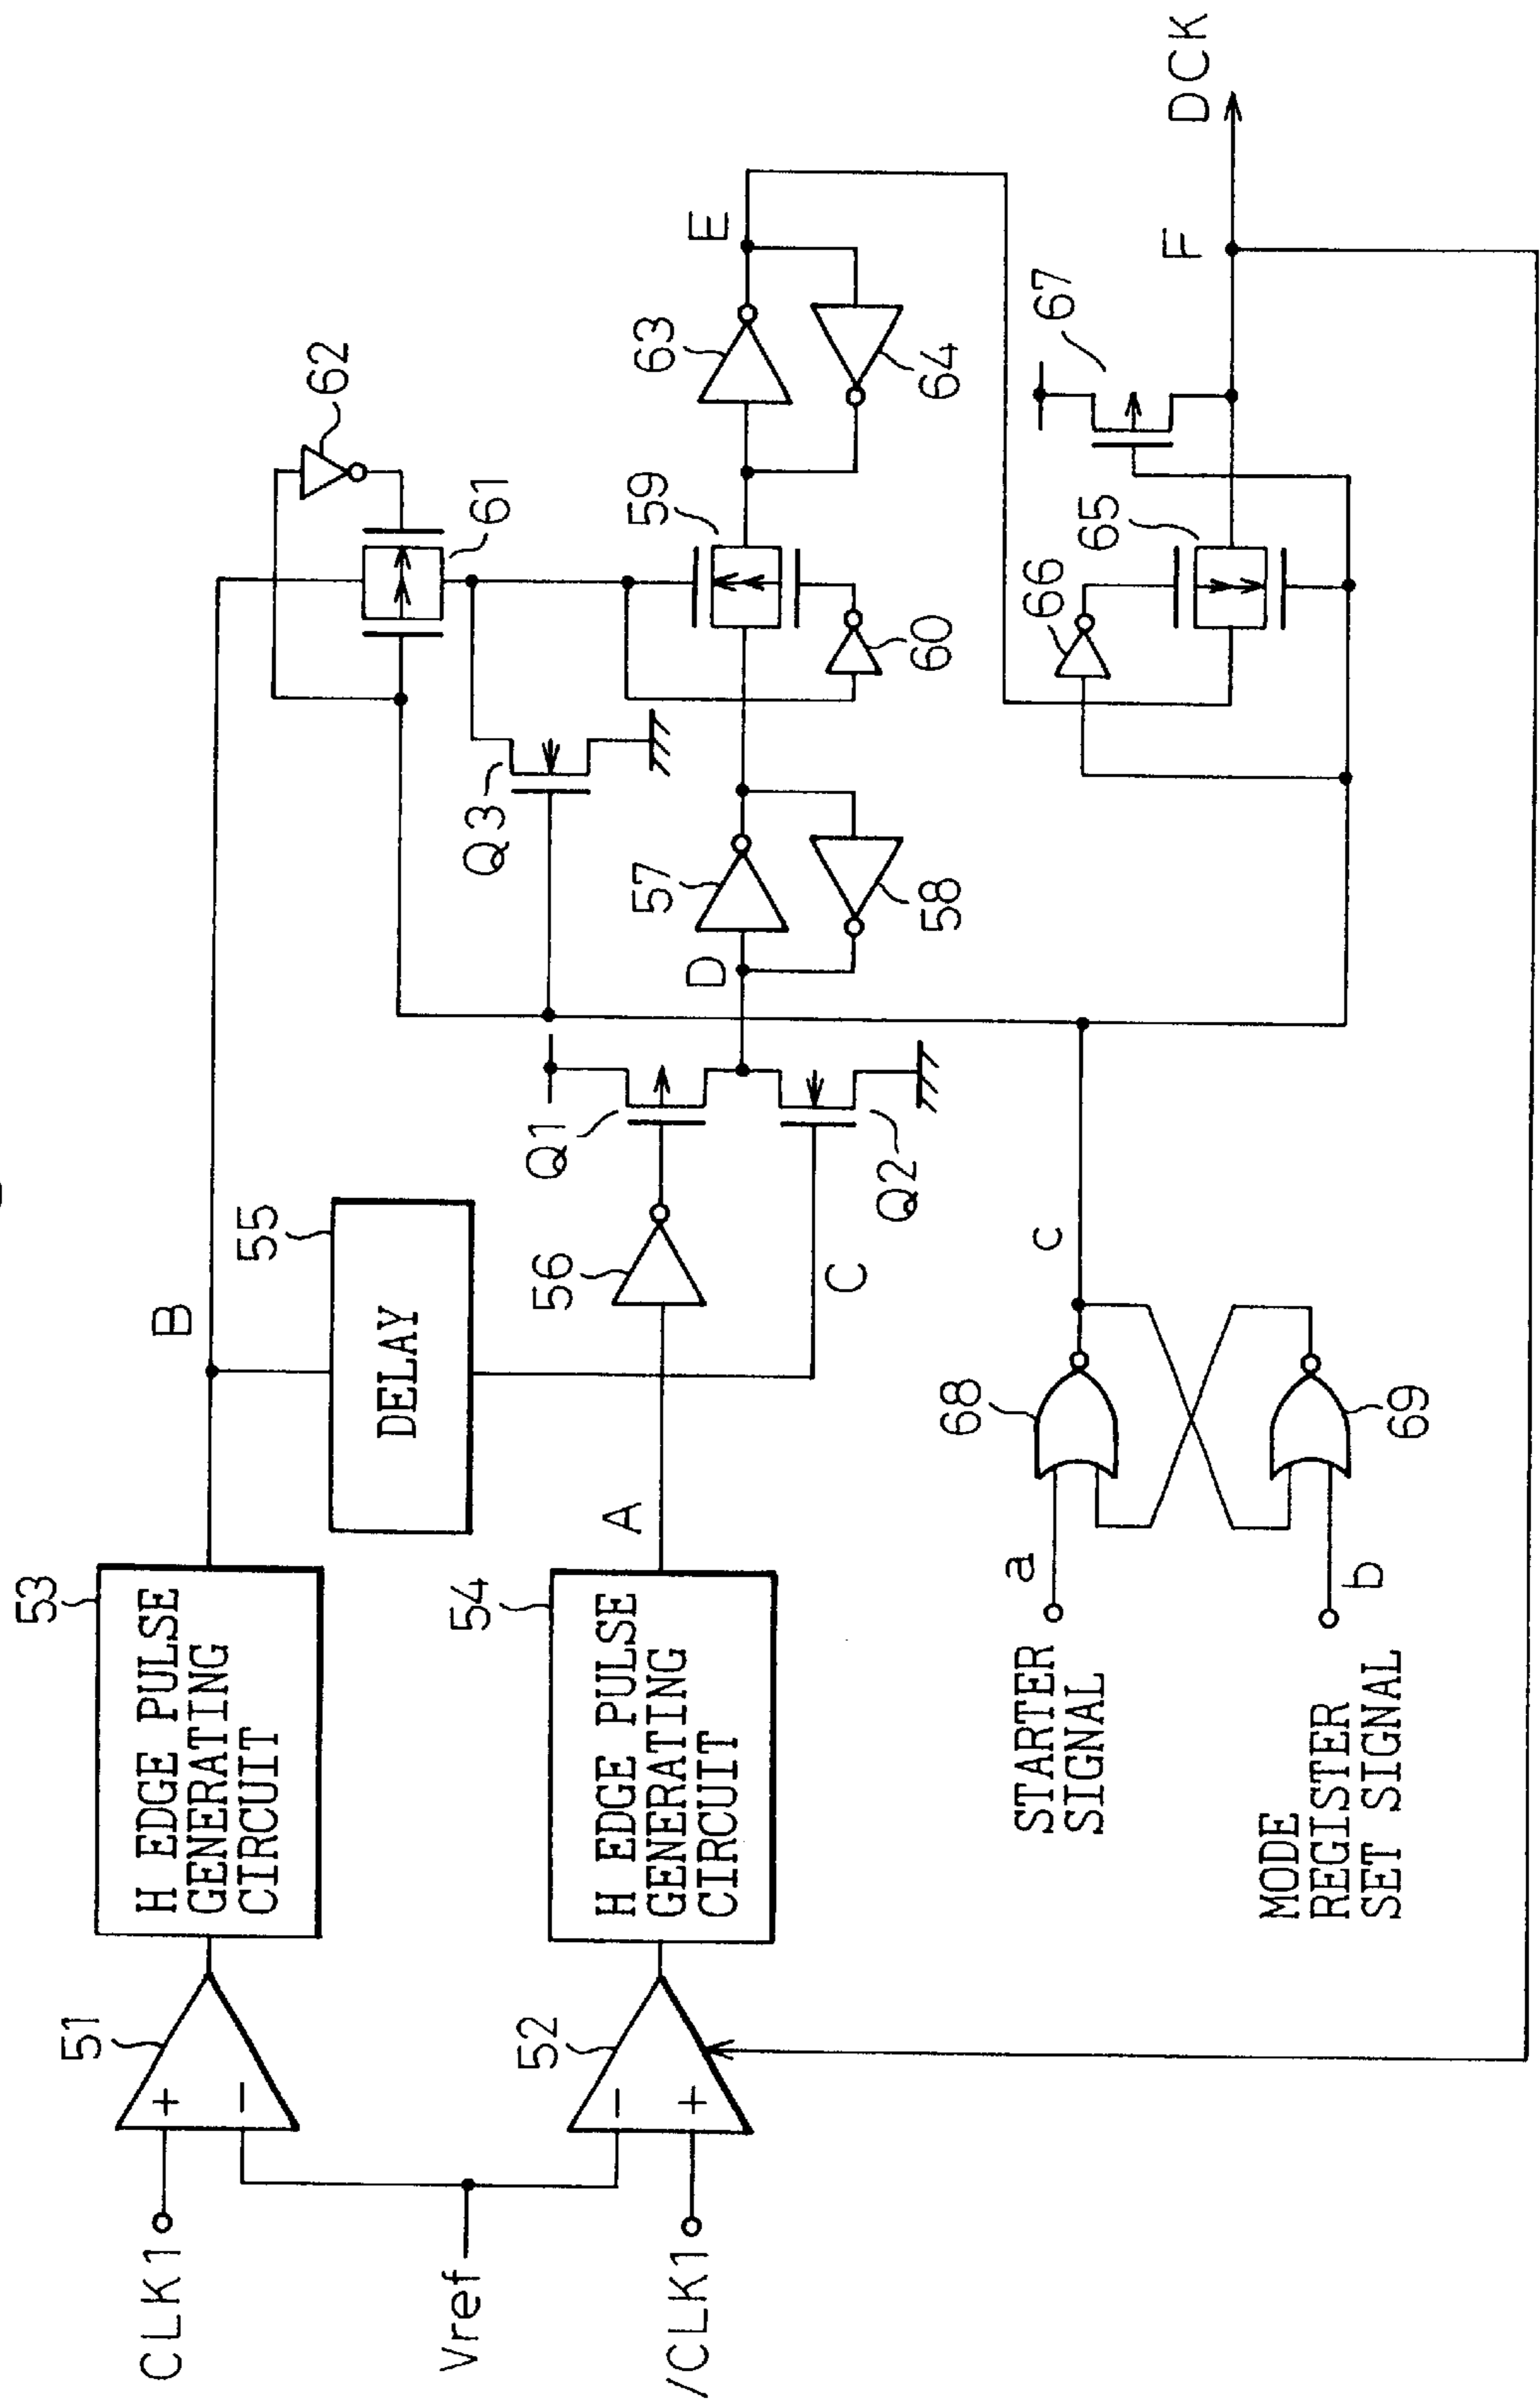 CLK1
Vref
/CLK1
51
52
53
H EDGE PULSE
GENERATING
CIRCUIT
54
H EDGE PULSE
GENERATING
CIRCUIT
+
−
−
+
B
A
55
DELAY
56
C
Q1
Q2
D
57
58
Q3
59
60
61
62
63
64
E
65
66
67
F
DCK
STARTER
SIGNAL
a
MODE
REGISTER
SET SIGNAL
b
68
69
c